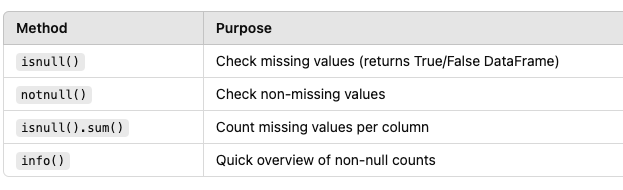 Method Purpose
isnull() Check missing values (returns True/False DataFrame)
notnull() Check non-missing values
isnull().sum() Count missing values per column
info() Quick overview of non-null counts